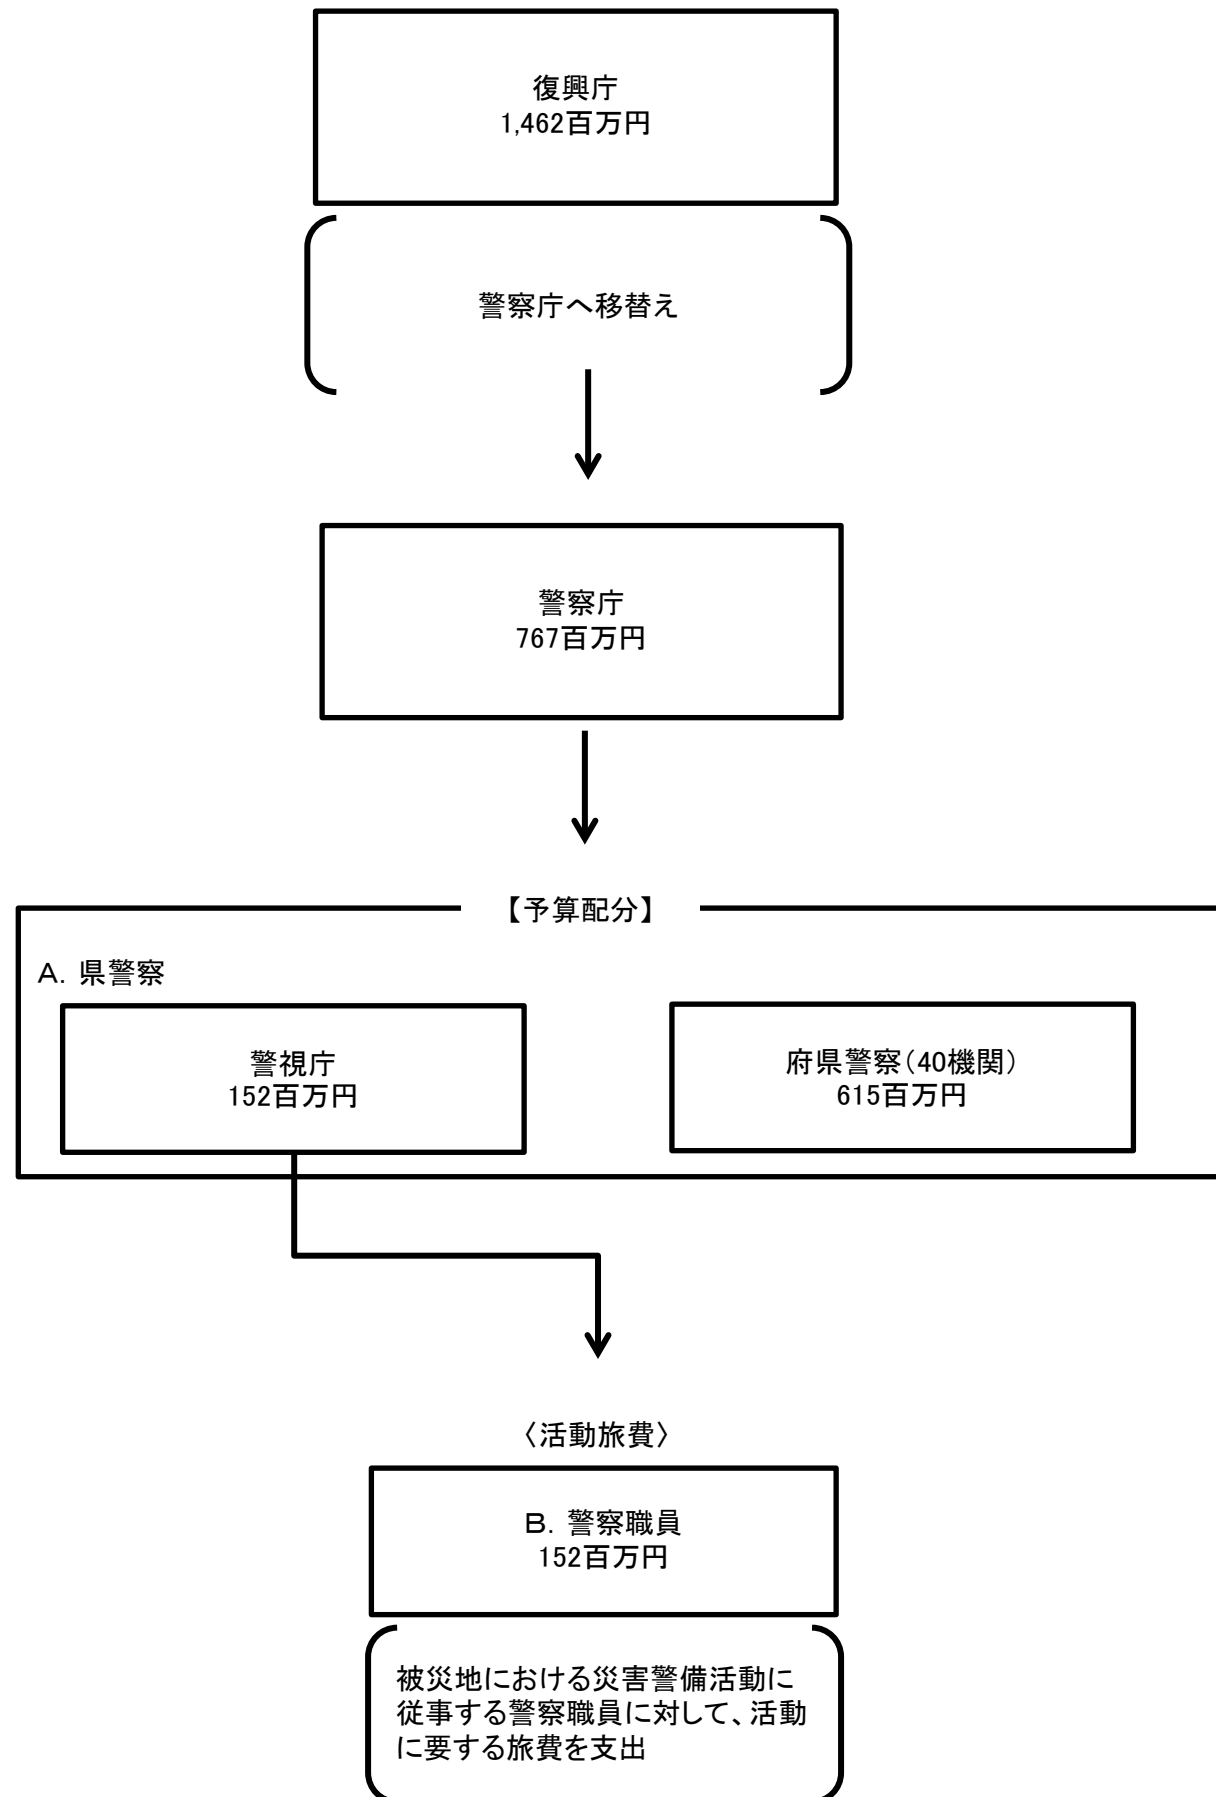 復興庁
1,462百万円
警察庁へ移替え
警察庁
767百万円
【予算配分】
A．県警察
警視庁
152百万円
府県警察（40機関）
615百万円
〈活動旅費〉
B．警察職員
152百万円
被災地における災害警備活動に
従事する警察職員に対して、活動
に要する旅費を支出